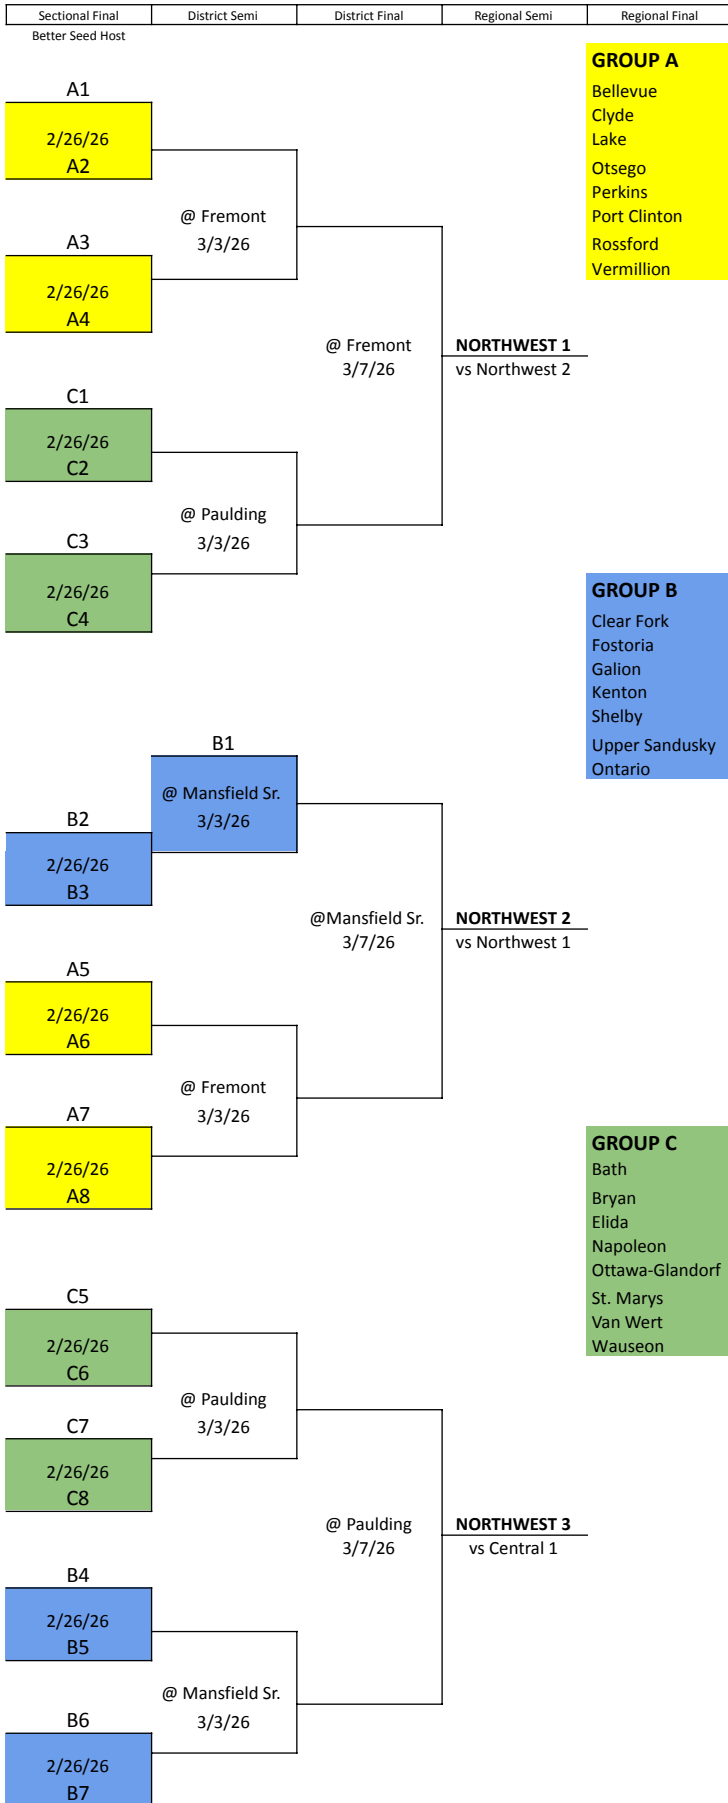 Sectional Final District Semi District Final Regional Semi Regional Final
Better Seed Host
GROUP A
Bellevue
Clyde
Lake
Otsego
Perkins
Port Clinton
Rossford
Vermillion
A1
2/26/26
A2
@ Fremont
3/3/26
A3
2/26/26
A4
@ Fremont
3/7/26
NORTHWEST 1
vs Northwest 2
C1
2/26/26
C2
@ Paulding
3/3/26
C3
2/26/26
C4
GROUP B
Clear Fork
Fostoria
Galion
Kenton
Shelby
Upper Sandusky
Ontario
B1
@ Mansfield Sr.
3/3/26
B2
2/26/26
B3
@Mansfield Sr.
3/7/26
NORTHWEST 2
vs Northwest 1
A5
2/26/26
A6
@ Fremont
3/3/26
A7
2/26/26
A8
GROUP C
Bath
Bryan
Elida
Napoleon
Ottawa-Glandorf
St. Marys
Van Wert
Wauseon
C5
2/26/26
C6
@ Paulding
3/3/26
C7
2/26/26
C8
@ Paulding
3/7/26
NORTHWEST 3
vs Central 1
B4
2/26/26
B5
@ Mansfield Sr.
3/3/26
B6
2/26/26
B7